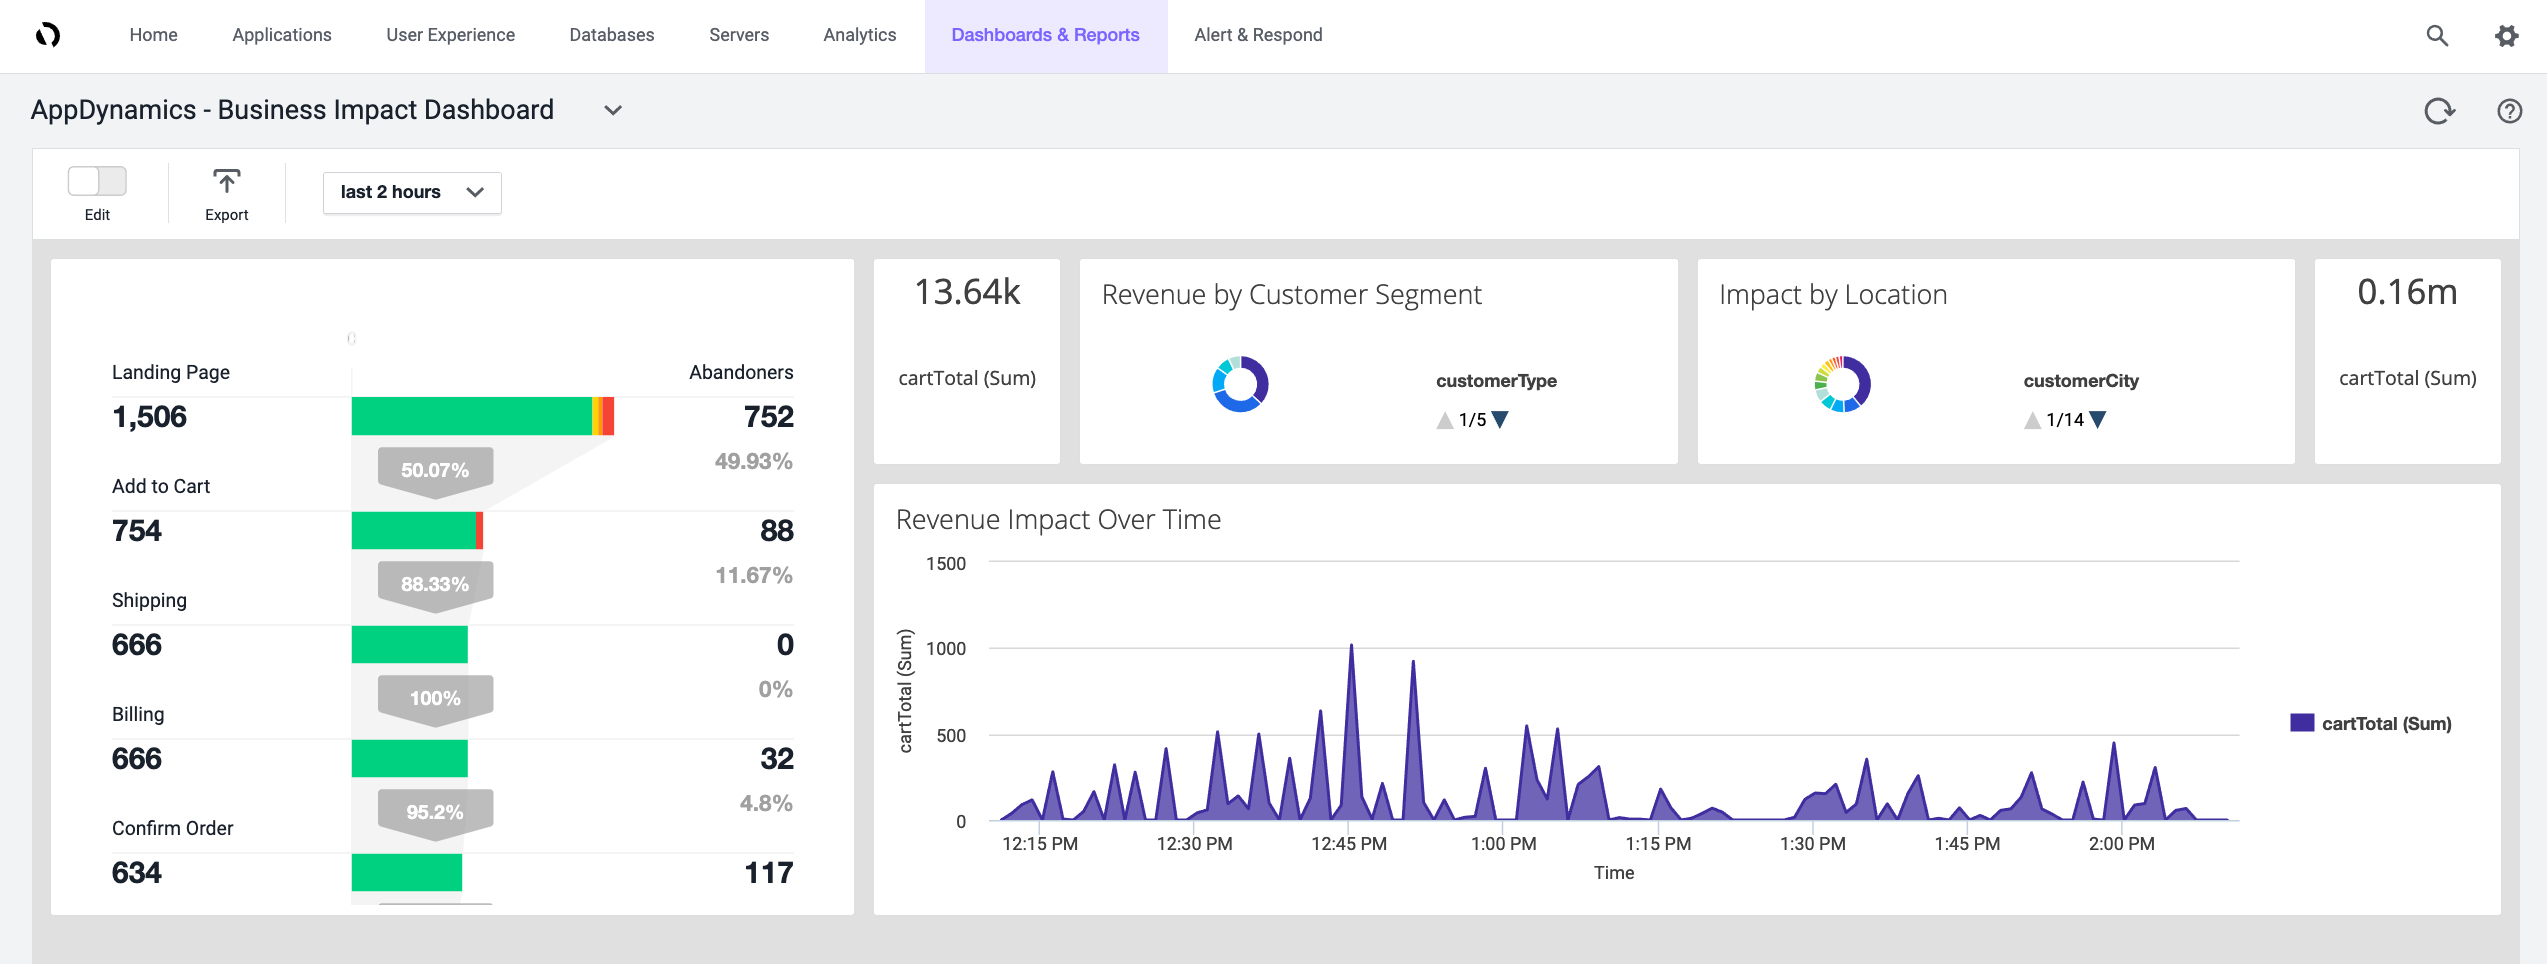 Home Applications User Experience Databases Servers Analytics Dashboards & Reports Alert & Respond
AppDynamics - Business Impact Dashboard
Edit
Export
last 2 hours
0
Landing Page Abandoners
1,506 752
50.07% 49.93%
Add to Cart
754 88
88.33% 11.67%
Shipping
666 0
100% 0%
Billing
666 32
95.2% 4.8%
Confirm Order
634 117
13.64k
cartTotal (Sum)
Revenue by Customer Segment
customerType
1/5
Impact by Location
customerCity
1/14
0.16m
cartTotal (Sum)
Revenue Impact Over Time
cartTotal (Sum)
1500
1000
500
0
12:15 PM 12:30 PM 12:45 PM 1:00 PM 1:15 PM 1:30 PM 1:45 PM 2:00 PM
Time
cartTotal (Sum)